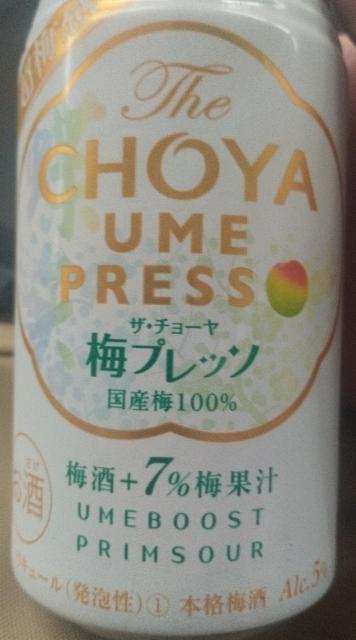 The
CHOYA
UME
PRESSO
ザ・チョーヤ
梅プレッソ
国産梅100%
お酒
梅酒+7%梅果汁
UMEBOOST
PRIMSOUR
リキュール(発泡性)① 本格梅酒 Alc.5%